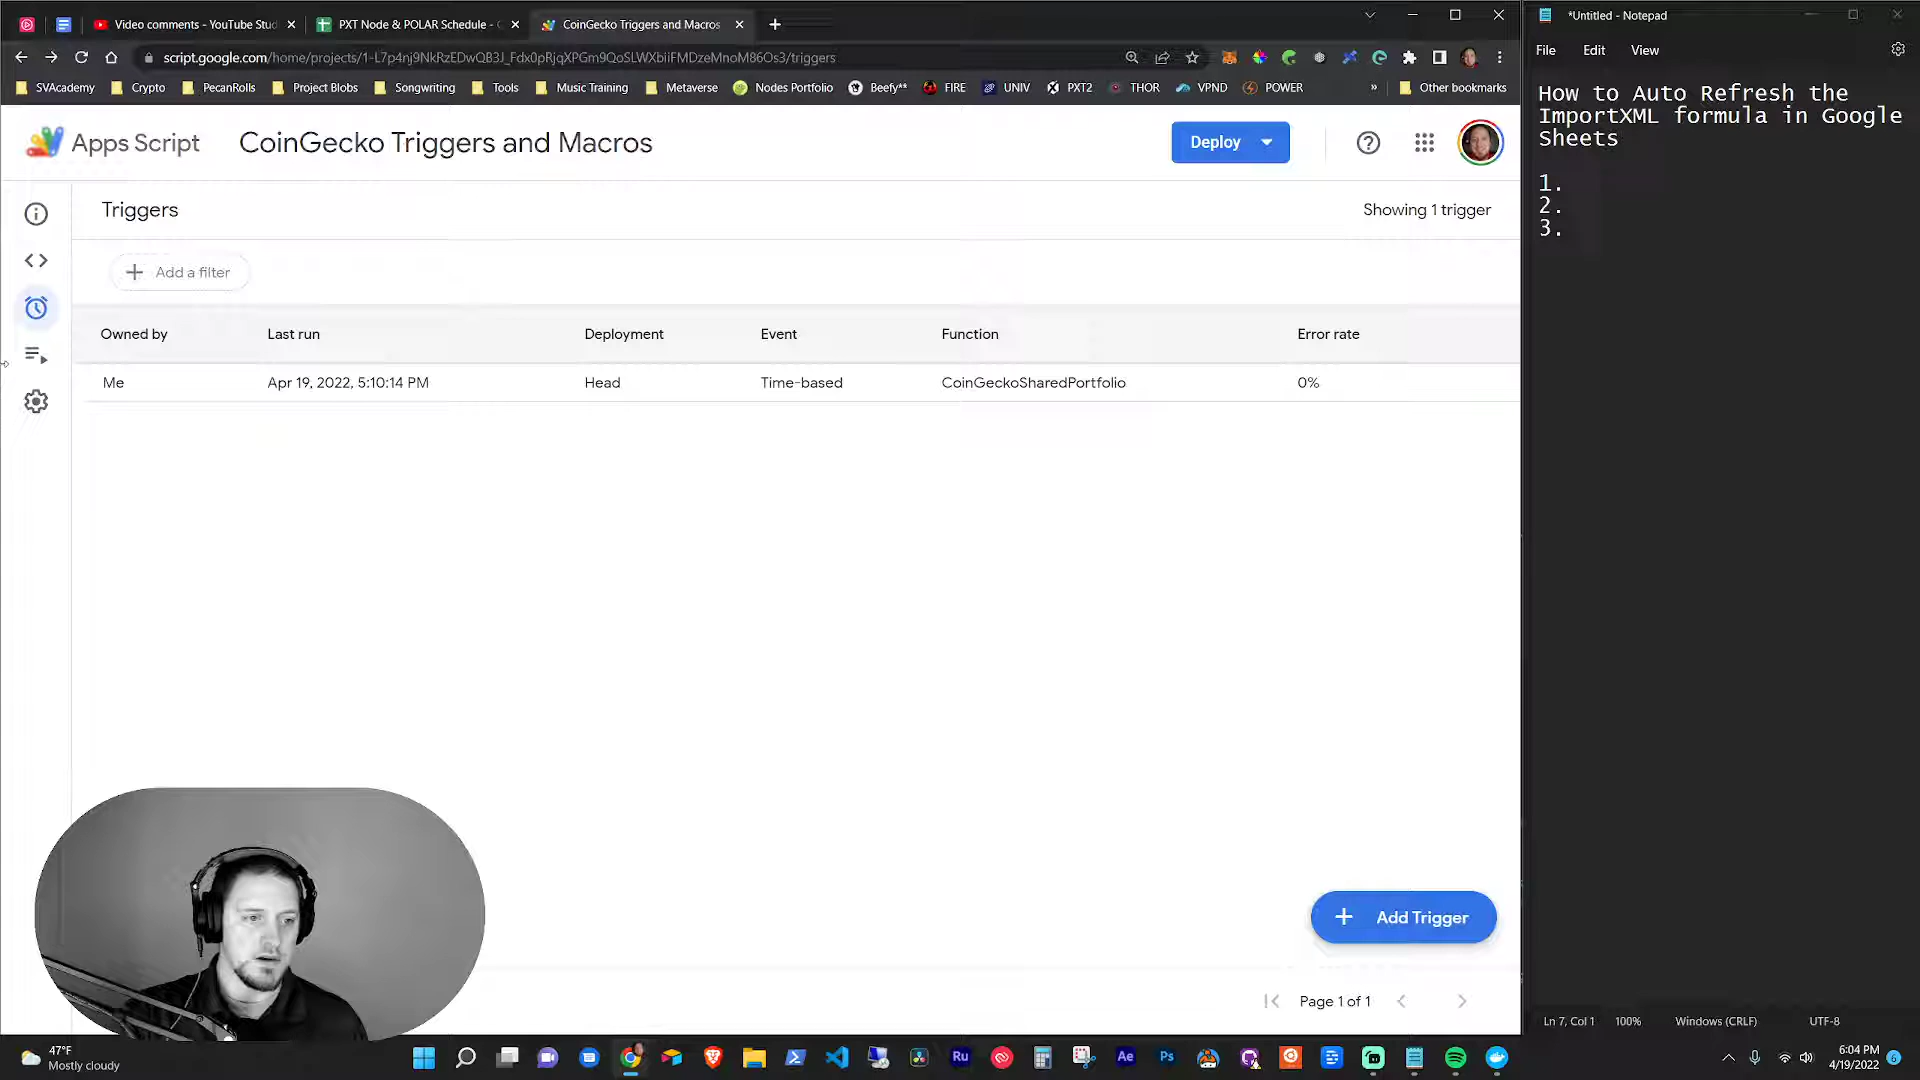 Video comments - YouTube Stud
PXT Node & POLAR Schedule -
CoinGecko Triggers and Macros
script.google.com/home/projects/1-L7p4nj9NkRzEDwQB3J_Fdx0pRjqXPGm9QoSLWXbiiFMDzeMnoM86Os3/triggers
SVAcademy
Crypto
PecanRolls
Project Blobs
Songwriting
Tools
Music Training
Metaverse
Nodes Portfolio
Beefy**
FIRE
UNIV
PXT2
THOR
VPND
POWER
»
Other bookmarks
Apps Script
CoinGecko Triggers and Macros
Deploy
Triggers
Showing 1 trigger
Add a filter
Owned by
Last run
Deployment
Event
Function
Error rate
Me
Apr 19, 2022, 5:10:14 PM
Head
Time-based
CoinGeckoSharedPortfolio
0%
Add Trigger
Page 1 of 1
*Untitled - Notepad
File
Edit
View
How to Auto Refresh the
ImportXML formula in Google
Sheets
1.
2.
3.
Ln 7, Col 1
100%
Windows (CRLF)
UTF-8
47°F
Mostly cloudy
Ru
Ae
Ps
6:04 PM
4/19/2022
6